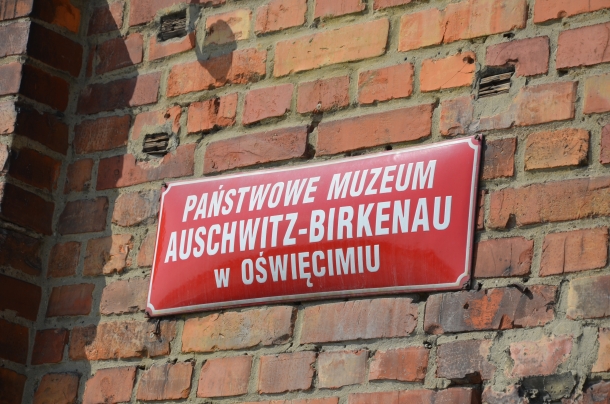 PAŃSTWOWE MUZEUM
AUSCHWITZ-BIRKENAU
w OŚWIĘCIMIU